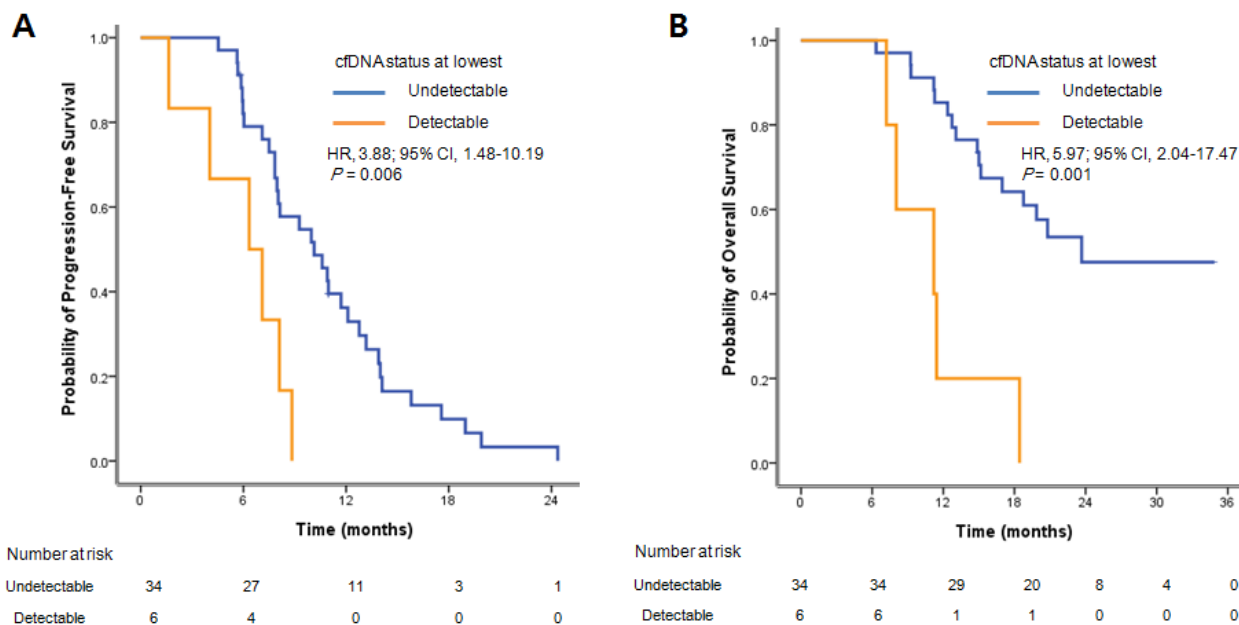 A
Probability of Progression-Free Survival
1.0
0.8
0.6
0.4
0.2
0.0
cfDNA status at lowest
Undetectable
Detectable
HR, 3.88; 95% CI, 1.48-10.19
P = 0.006
0 6 12 18 24
Time (months)
Number at risk
Undetectable 34 27 11 3 1
Detectable 6 4 0 0 0
B
Probability of Overall Survival
1.0
0.8
0.6
0.4
0.2
0.0
cfDNA status at lowest
Undetectable
Detectable
HR, 5.97; 95% CI, 2.04-17.47
P = 0.001
0 6 12 18 24 30 36
Time (months)
Number at risk
Undetectable 34 34 29 20 8 4 0
Detectable 6 6 1 1 0 0 0